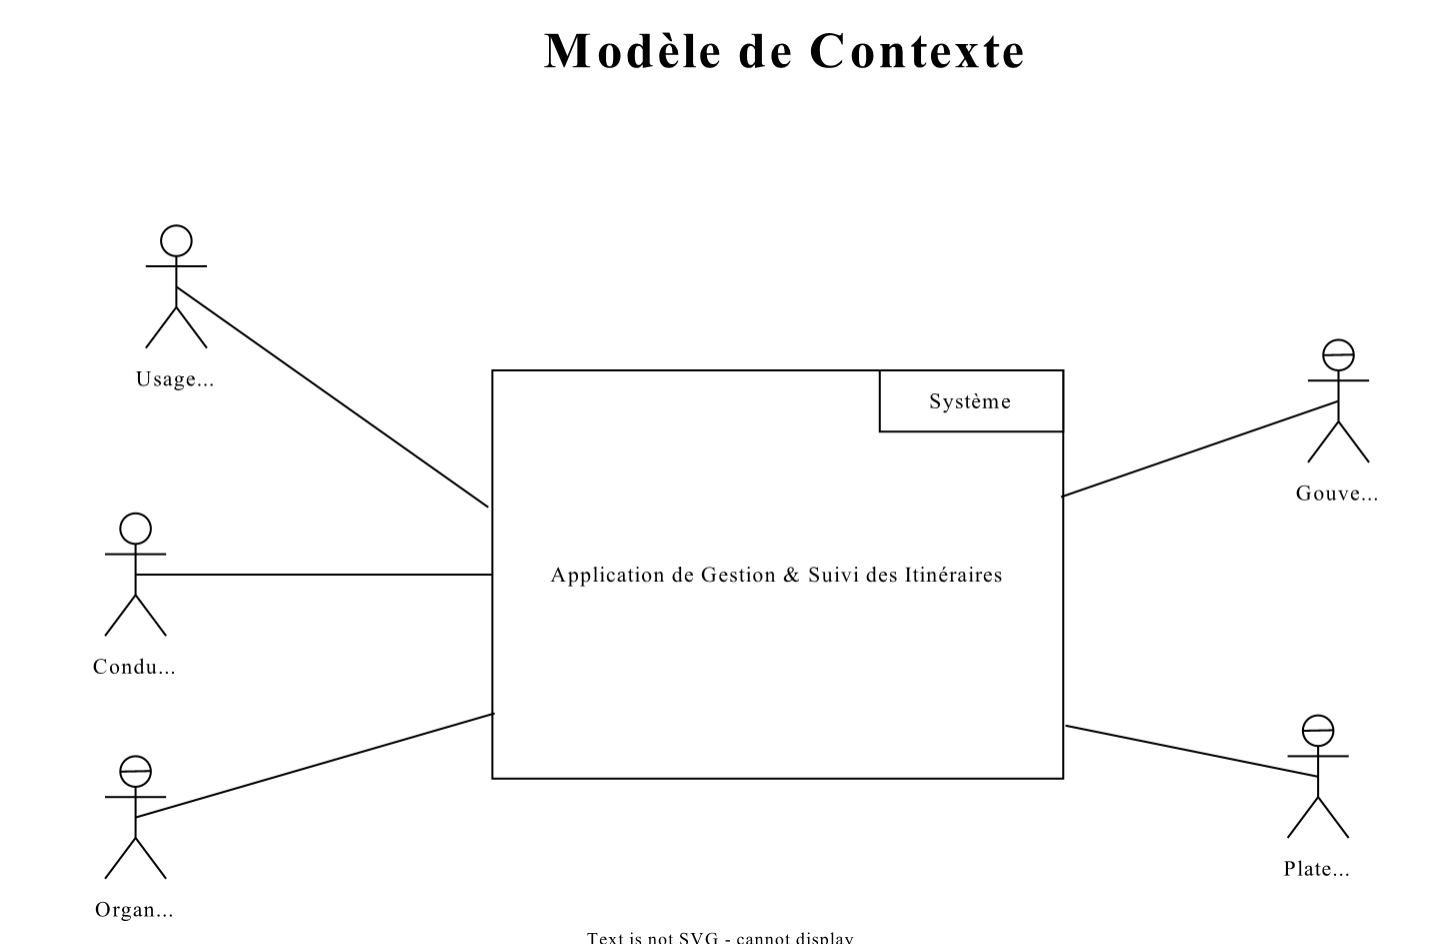 Modèle de Contexte
Usage...
Système
Gouve...
Application de Gestion & Suivi des Itinéraires
Condu...
Plate...
Organ...
Text is not SVG - cannot display